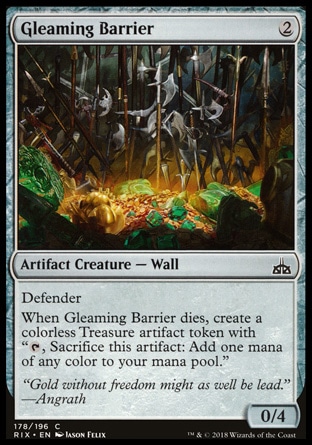 Gleaming Barrier 2
Artifact Creature — Wall
Defender
When Gleaming Barrier dies, create a
colorless Treasure artifact token with
“, Sacrifice this artifact: Add one mana
of any color to your mana pool.”
“Gold without freedom might as well be lead.”
—Angrath
0/4
178/196 C
RIX • EN JASON FELIX
™ & © 2018 Wizards of the Coast